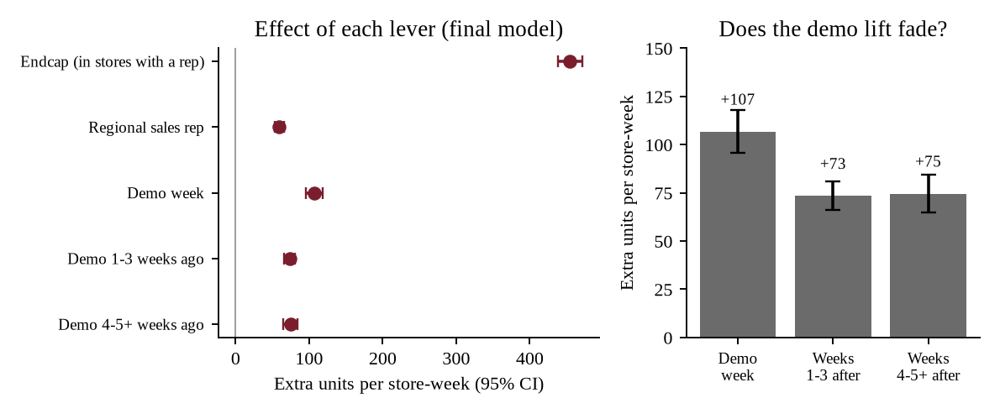 Effect of each lever (final model)
Endcap (in stores with a rep)
Regional sales rep
Demo week
Demo 1-3 weeks ago
Demo 4-5+ weeks ago
0 100 200 300 400
Extra units per store-week (95% CI)
Does the demo lift fade?
Extra units per store-week
150
125
100
75
50
25
0
+107
+73
+75
Demo
week
Weeks
1-3 after
Weeks
4-5+ after